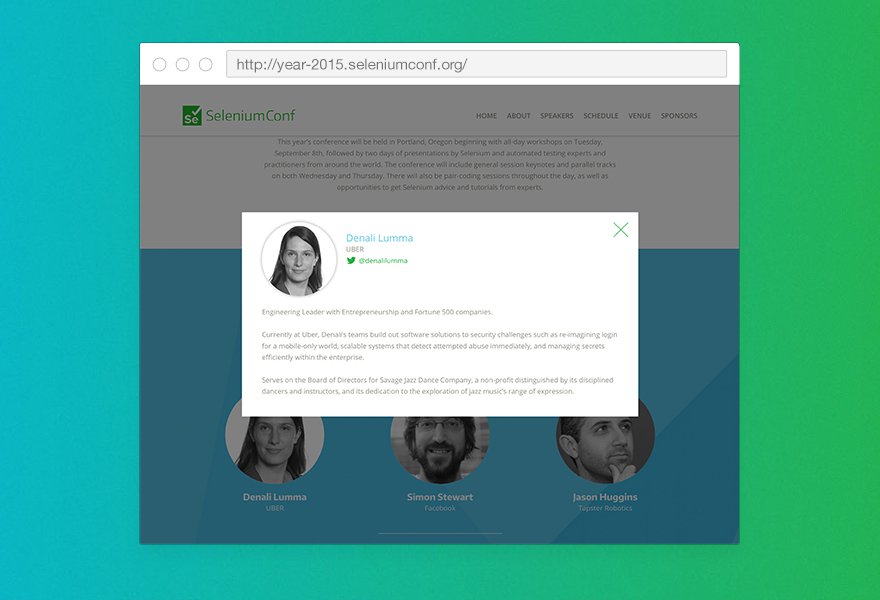 http://year-2015.seleniumconf.org/
Se SeleniumConf
HOME ABOUT SPEAKERS SCHEDULE VENUE SPONSORS
This year's conference will be held in Portland, Oregon beginning with all-day workshops on Tuesday,
September 8th, followed by two days of presentations by Selenium and automated testing experts and
practitioners from around the world. The conference will include general session keynotes and parallel tracks
on both Wednesday and Thursday. There will also be pair-coding sessions throughout the day, as well as
opportunities to get Selenium advice and tutorials from experts.
Denali Lumma
UBER
@denalilumma
Engineering Leader with Entrepreneurship and Fortune 500 companies.
Currently at Uber, Denali's teams build out software solutions to security challenges such as re-imagining login
for a mobile-only world, scalable systems that detect attempted abuse immediately, and managing secrets
efficiently within the enterprise.
Serves on the Board of Directors for Savage Jazz Dance Company, a non-profit distinguished by its disciplined
dancers and instructors, and its dedication to the exploration of jazz music's range of expression.
Denali Lumma
UBER
Simon Stewart
Facebook
Jason Huggins
Tapster Robotics